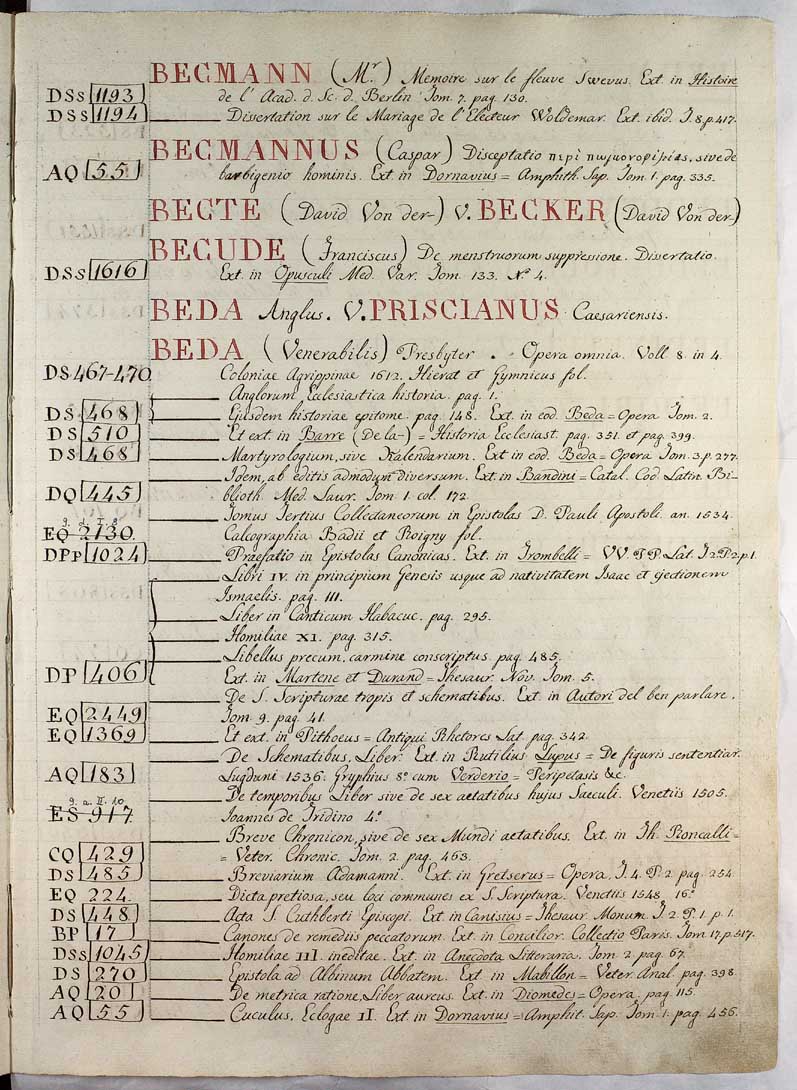 BECMANN (Mr) Memoire sur le fleuve Swevus. Ext. in Histoire
DSs 1193 de l' Acad. d. Sc. d. Berlin Tom. 7. pag. 130.
DSs 1194 Dissertation sur le Mariage de l'Electeur Woldemar. Ext. ibid. T. 8. p. 417.
BECMANNUS (Caspar) Disceptatio περὶ sive de
AQ 55 barbigenio hominis. Ext. in Dornavius = Amphith. Sap. Tom. 1. pag. 335.
BECTE (David Von der-) V. BECKER (David Von der-)
BECUDE (Franciscus) De menstruorum suppressione. Dissertatio.
DSs 1616 Ext. in Opusculi Med. Var. Tom. 133. No. 4.
BEDA Anglus. V. PRISCIANUS Caesariensis.
BEDA (Venerabilis) Presbyter. Opera omnia. Voll 8. in 4.
DS 467-470. Coloniae Agrippinae 1612. Hierat et Gymnicus fol.
Anglorum Ecclesiastica historia. pag. 1.
DS 468 Ejusdem historiae epitome. pag. 148. Ext. in eod. Beda = Opera Tom. 2.
DS 510 Et ext. in Barre (De la-) = Historia Ecclesiast. pag. 351. et pag. 399.
DS 468 Martyrologium, sive Kalendarium. Ext. in eod. Beda = Opera Tom. 3. p. 277.
Idem, ab editis admodum diversum. Ext. in Bandini = Catal. Cod. Latin. Bi-
DQ 445 blioth. Med. Laur. Tom. 1. col. 172.
Tomus Tertius Collectaneorum in Epistolas D. Pauli Apostoli. an. 1534.
EQ 2130. Calcographia Badii et Roigny fol.
DPp 1024 Praefatio in Epistolas Canonicas. Ext. in Trombelli = VV. PP. Lat. T. 2. P. 2. p. 1.
Libri IV. in principium Genesis usque ad nativitatem Isaac et ejectionem
Ismaelis. pag. 111.
Liber in Canticum Habacuc. pag. 295.
Homiliae XI. pag. 315.
Libellus precum, carmine conscriptus. pag. 485.
DP 406 Ext. in Martene et Durand = Thesaur. Nov. Tom. 5.
De S. Scripturae tropis et schematibus. Ext. in Autori del ben parlare.
EQ 2449 Tom. 9. pag. 41.
EQ 1369 Et ext. in Pithoeus = Antiqui Rhetores Lat. pag. 342.
De Schematibus, Liber. Ext. in Rutilius Lupus = De figuris sententiar.
AQ 183 Lugduni 1536. Gryphius 8o. cum Verderio = Peripetasis &c.
De temporibus Liber sive de sex aetatibus hujus Saeculi. Venetiis 1505.
9. a. II. 10.
ES 917. Joannes de Tridino 4o.
Breve Chronicon, sive de sex Mundi aetatibus. Ext. in Th. Roncalli =
CQ 429 = Veter. Chronic. Tom. 2. pag. 463.
DS 485 Breviarium Adamanni. Ext. in Gretserus = Opera. T. 4. P. 2. pag. 254.
EQ 224. Dicta pretiosa, seu loci communes ex S. Scriptura. Venetiis 1548. 16o.
DS 448 Acta S. Cuthberti Episcopi. Ext. in Canisius = Thesaur. Monum. T. 2. P. 1. p. 1.
BP 17 Canones de remediis peccatorum. Ext. in Concilior. Collectio Paris. Tom 17. p. 517.
DSs 1045 Homiliae III. ineditae. Ext. in Anecdota Litteraria. Tom. 2. pag. 67.
DS 270 Epistola ad Albinum Abbatem. Ext. in Mabillon = Veter. Anal. pag. 398.
AQ 201 De metrica ratione, Liber aureus. Ext. in Diomedes = Opera. pag. 115.
AQ 55 Cuculus. Eclogae II. Ext. in Dornavius = Amphit. Sap. Tom. 1. pag. 456.